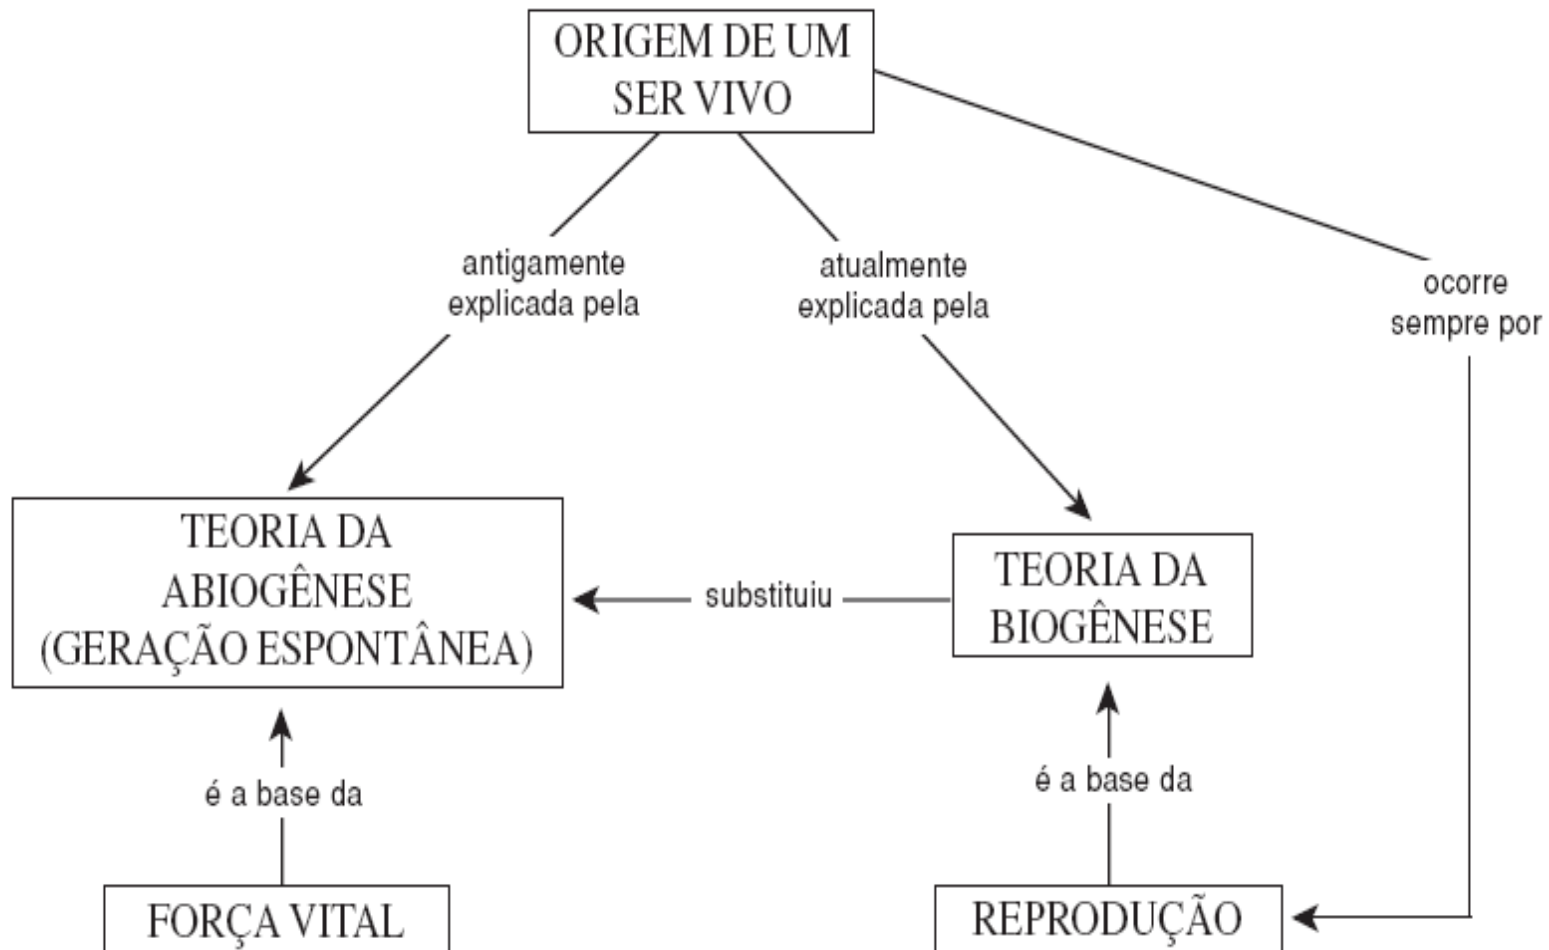 ORIGEM DE UM
SER VIVO
antigamente
explicada pela
atualmente
explicada pela
ocorre
sempre por
TEORIA DA
ABIOGÊNESE
(GERAÇÃO ESPONTÂNEA)
substituiu
TEORIA DA
BIOGÊNESE
é a base da
é a base da
FORÇA VITAL
REPRODUÇÃO